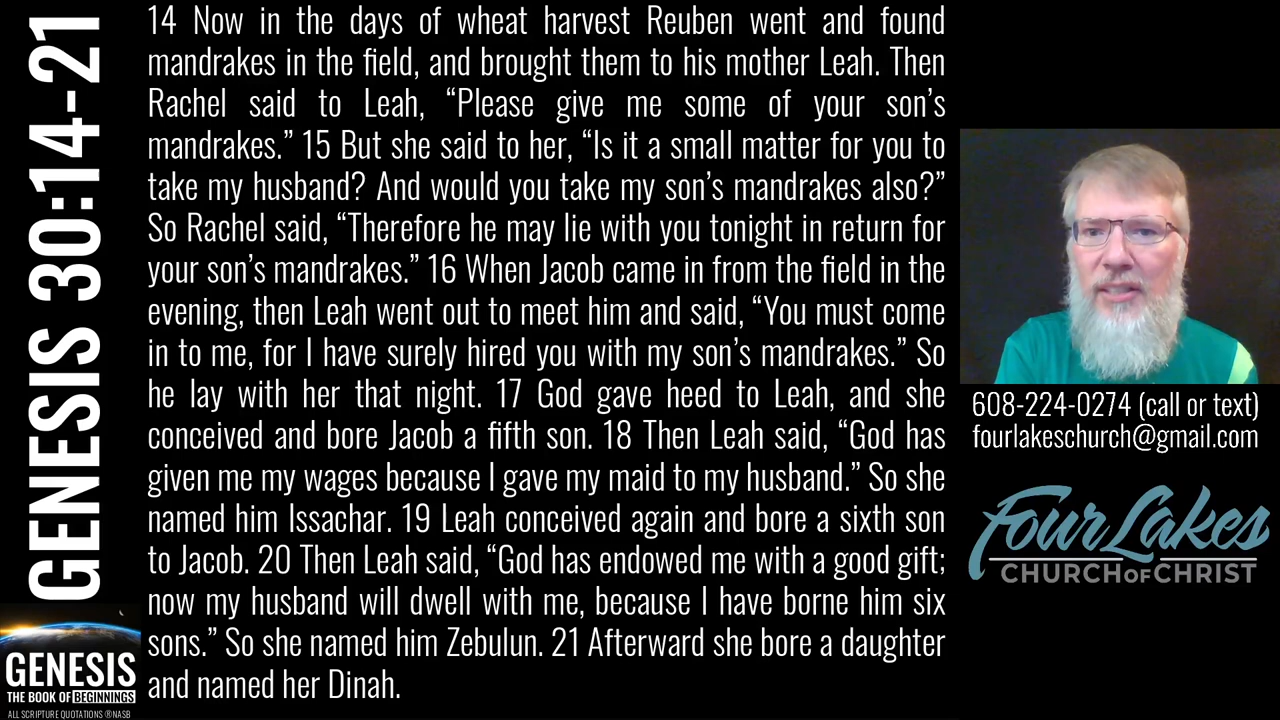 GENESIS 30:14-21
14 Now in the days of wheat harvest Reuben went and found
mandrakes in the field, and brought them to his mother Leah. Then
Rachel said to Leah, “Please give me some of your son’s
mandrakes.” 15 But she said to her, “Is it a small matter for you to
take my husband? And would you take my son’s mandrakes also?”
So Rachel said, “Therefore he may lie with you tonight in return for
your son’s mandrakes.” 16 When Jacob came in from the field in the
evening, then Leah went out to meet him and said, “You must come
in to me, for I have surely hired you with my son’s mandrakes.” So
he lay with her that night. 17 God gave heed to Leah, and she
conceived and bore Jacob a fifth son. 18 Then Leah said, “God has
given me my wages because I gave my maid to my husband.” So she
named him Issachar. 19 Leah conceived again and bore a sixth son
to Jacob. 20 Then Leah said, “God has endowed me with a good gift;
now my husband will dwell with me, because I have borne him six
sons.” So she named him Zebulun. 21 Afterward she bore a daughter
and named her Dinah.
GENESIS
THE BOOK OF BEGINNINGS
ALL SCRIPTURE QUOTATIONS ®NASB
608-224-0274 (call or text)
fourlakeschurch@gmail.com
Four Lakes
CHURCH OF CHRIST